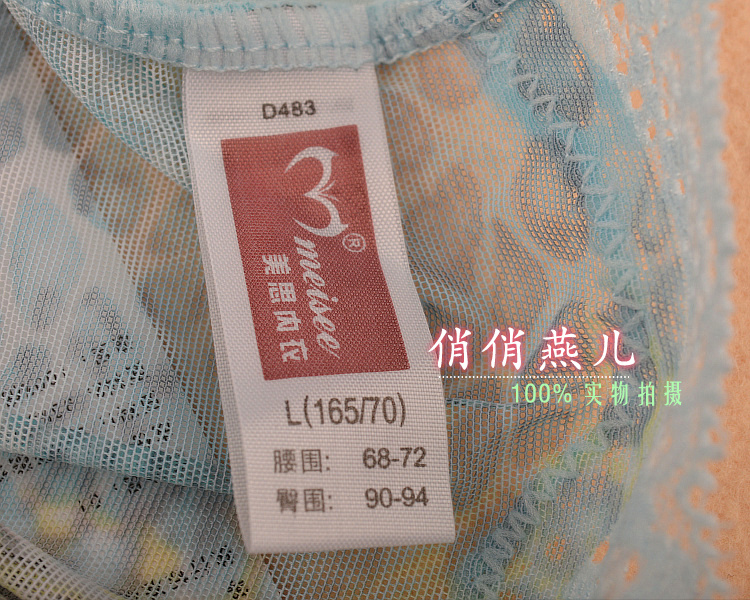 D483
meisee®
美思内衣
L(165/70)
腰围: 68-72
臀围: 90-94
俏俏燕儿
100% 实物拍摄